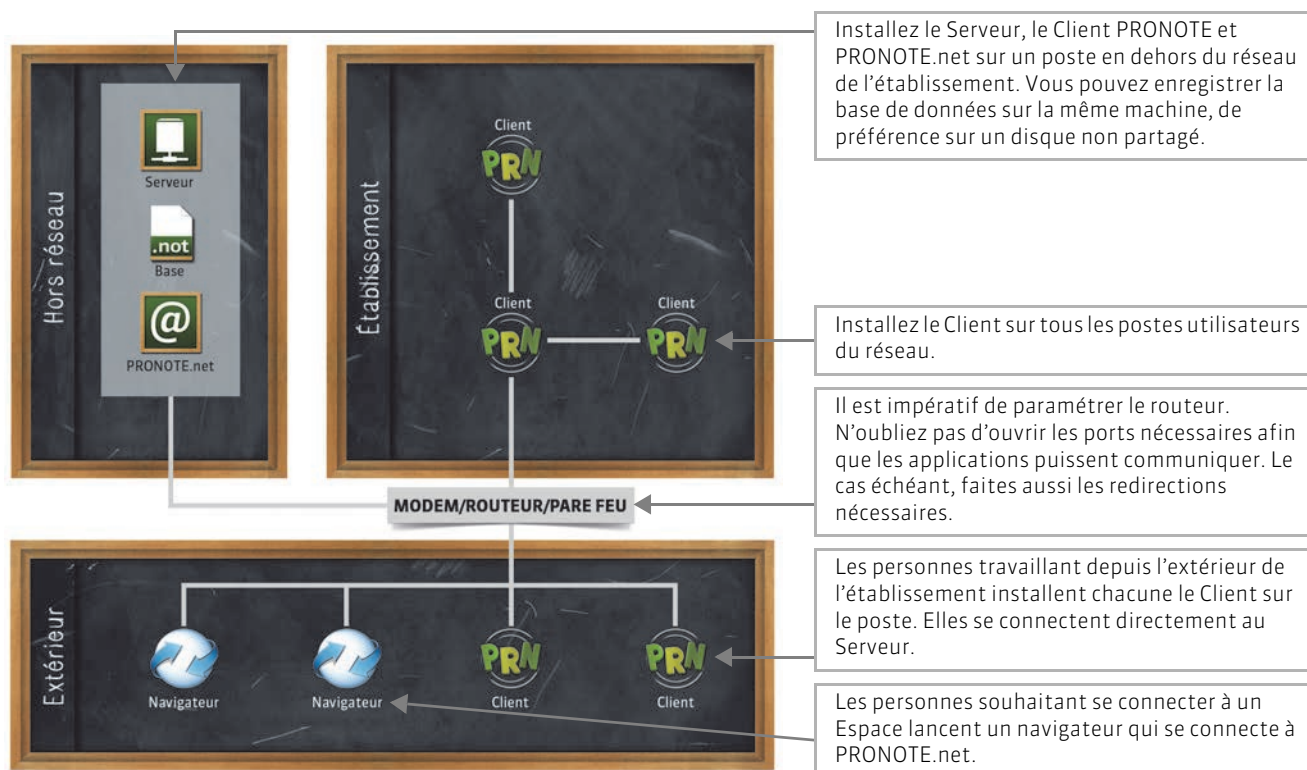 Installez le Serveur, le Client PRONOTE et
PRONOTE.net sur un poste en dehors du réseau
de l'établissement. Vous pouvez enregistrer la
base de données sur la même machine, de
préférence sur un disque non partagé.
Hors réseau
Serveur
.not
Base
@
PRONOTE.net
Établissement
Client
PRN
Client
PRN
Client
PRN
Installez le Client sur tous les postes utilisateurs
du réseau.
Il est impératif de paramétrer le routeur.
N'oubliez pas d'ouvrir les ports nécessaires afin
que les applications puissent communiquer. Le
cas échéant, faites aussi les redirections
nécessaires.
MODEM/ROUTEUR/PARE FEU
Extérieur
Navigateur
Navigateur
PRN
Client
PRN
Client
Les personnes travaillant depuis l'extérieur de
l'établissement installent chacune le Client sur
le poste. Elles se connectent directement au
Serveur.
Les personnes souhaitant se connecter à un
Espace lancent un navigateur qui se connecte à
PRONOTE.net.